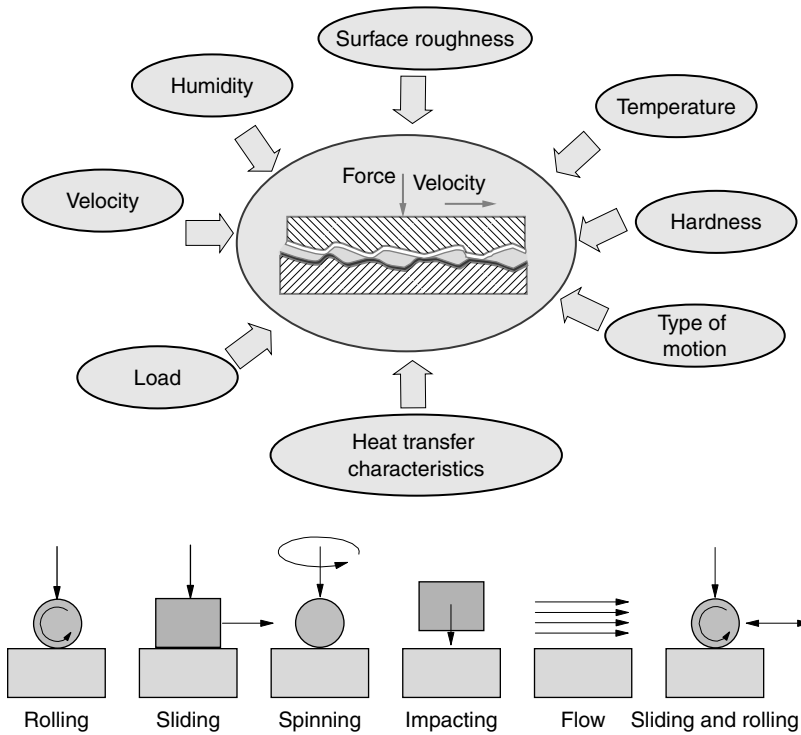 Surface roughness
Humidity
Temperature
Force
Velocity
Velocity
Hardness
Type of
motion
Load
Heat transfer
characteristics
Rolling
Sliding
Spinning
Impacting
Flow
Sliding and rolling